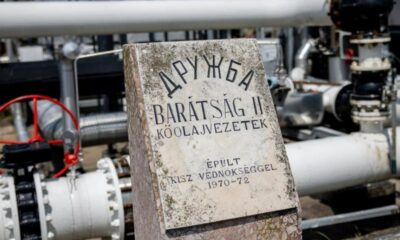 ДРУЖБА
BARÁTSÁG II
KŐOLAJVEZETÉK
ÉPÜLT
KISZ VÉDNÖKSÉGGEL
1970-72